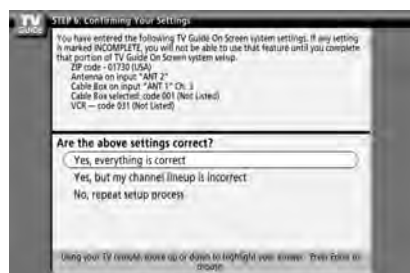 TV
GUIDE
STEP 6. Confirming Your Settings
You have entered the following TV Guide On Screen system settings. If any setting
is marked INCOMPLETE, you will not be able to use that feature until you complete
that portion of TV Guide On Screen system setup.
ZIP code - 01730 (USA)
Antenna on input "ANT 2"
Cable Box on input "ANT 1" Ch. 3
Cable Box selected: code 001 (Not Listed)
VCR — code 031 (Not Listed)
Are the above settings correct?
Yes, everything is correct
Yes, but my channel lineup is incorrect
No, repeat setup process
Using your TV remote, move up or down to highlight your answer. Press Enter to
choose.